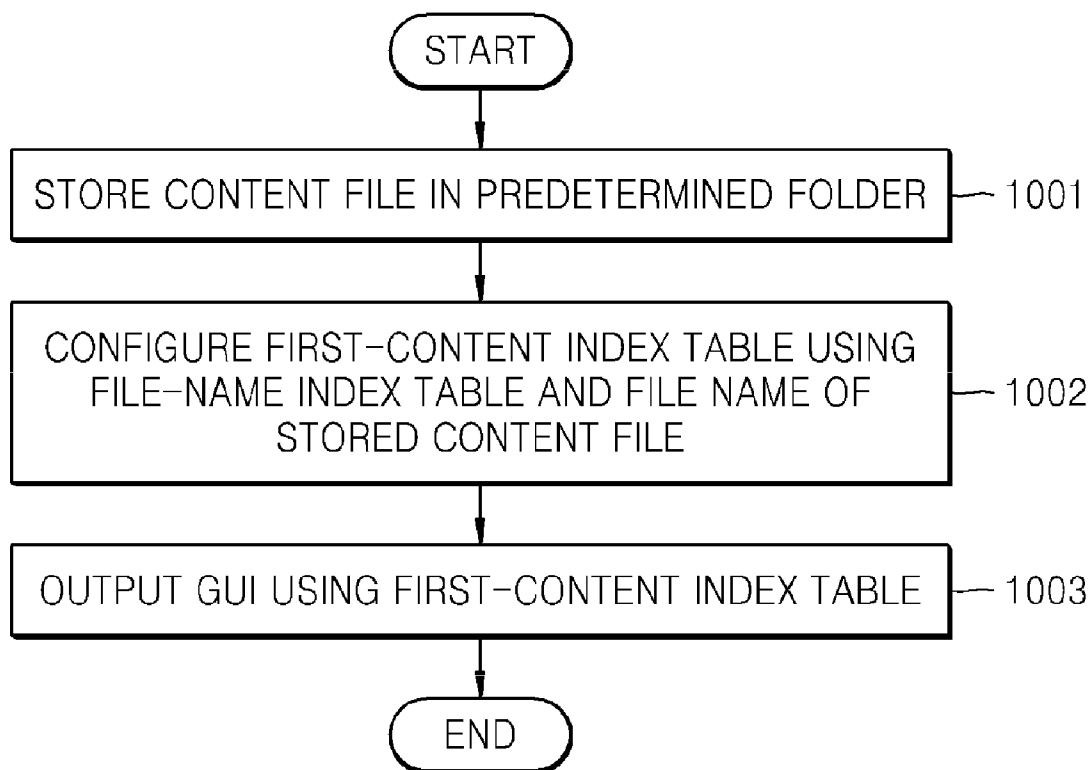 START
STORE CONTENT FILE IN PREDETERMINED FOLDER
1001
CONFIGURE FIRST-CONTENT INDEX TABLE USING
FILE-NAME INDEX TABLE AND FILE NAME OF
STORED CONTENT FILE
1002
OUTPUT GUI USING FIRST-CONTENT INDEX TABLE
1003
END